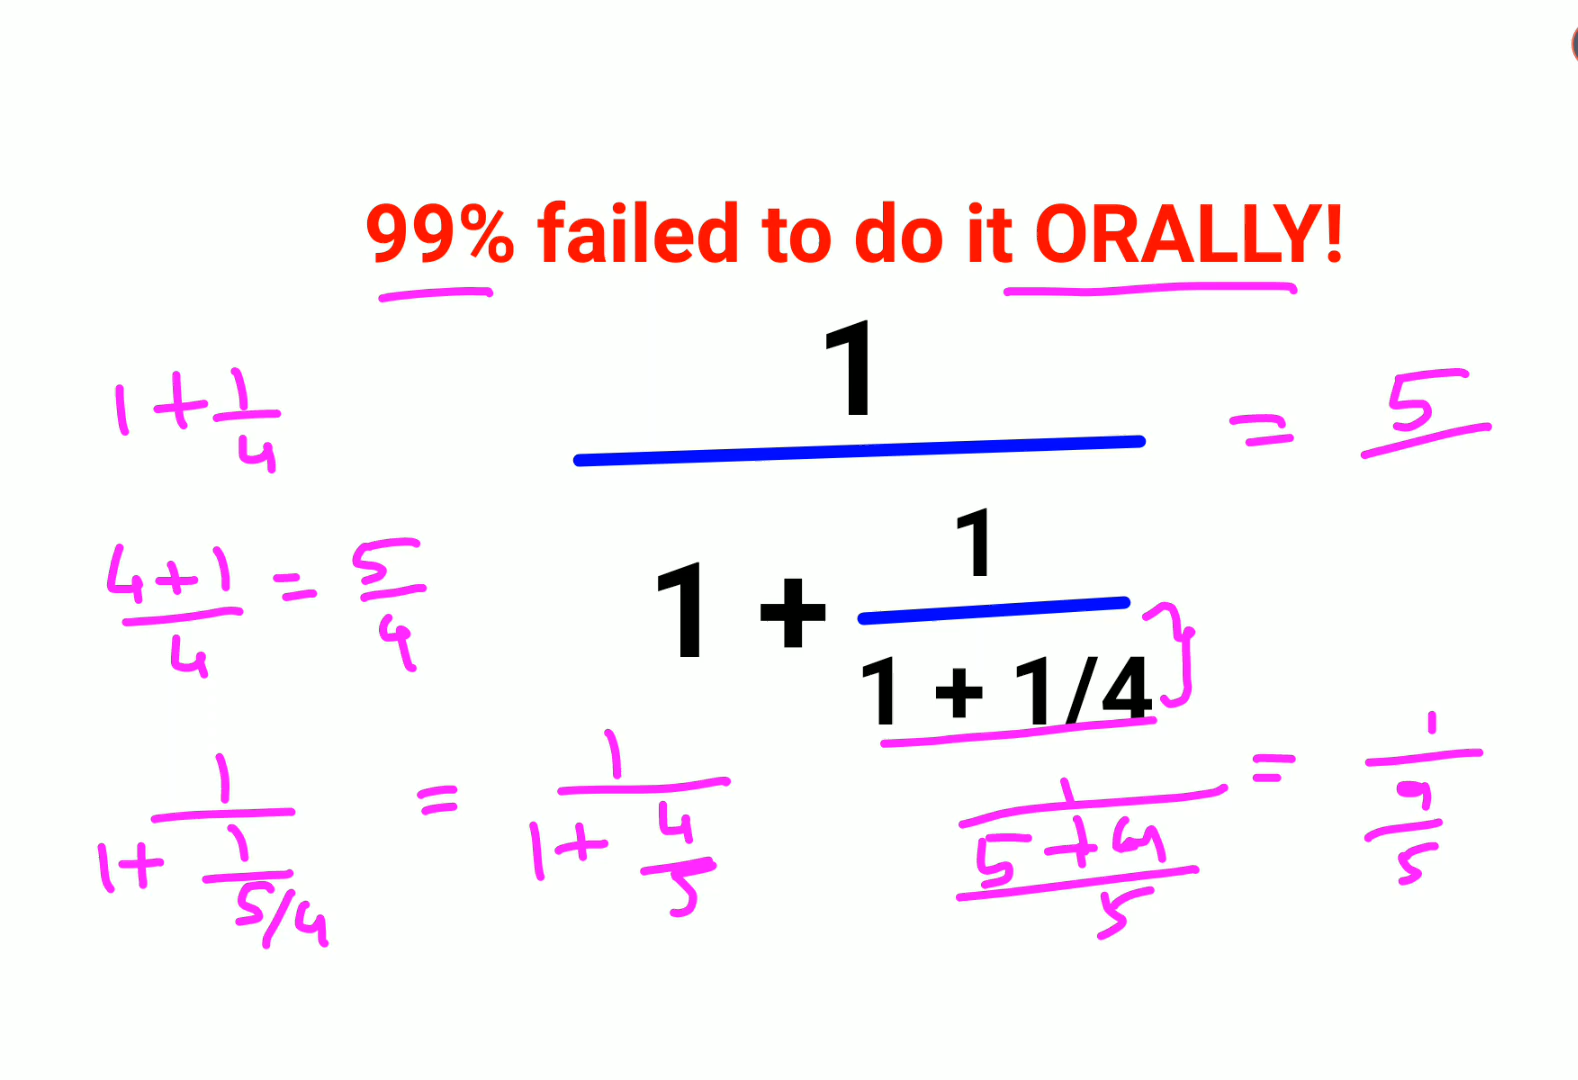 99% failed to do it ORALLY!
1
1 + 1/4
= 5
1
4+1/4 = 5/4
1 +
1 + 1/4
1/(1+1/(5/4)) = 1/(1+4/5)
1/((5+4)/5) = 1/(9/5)